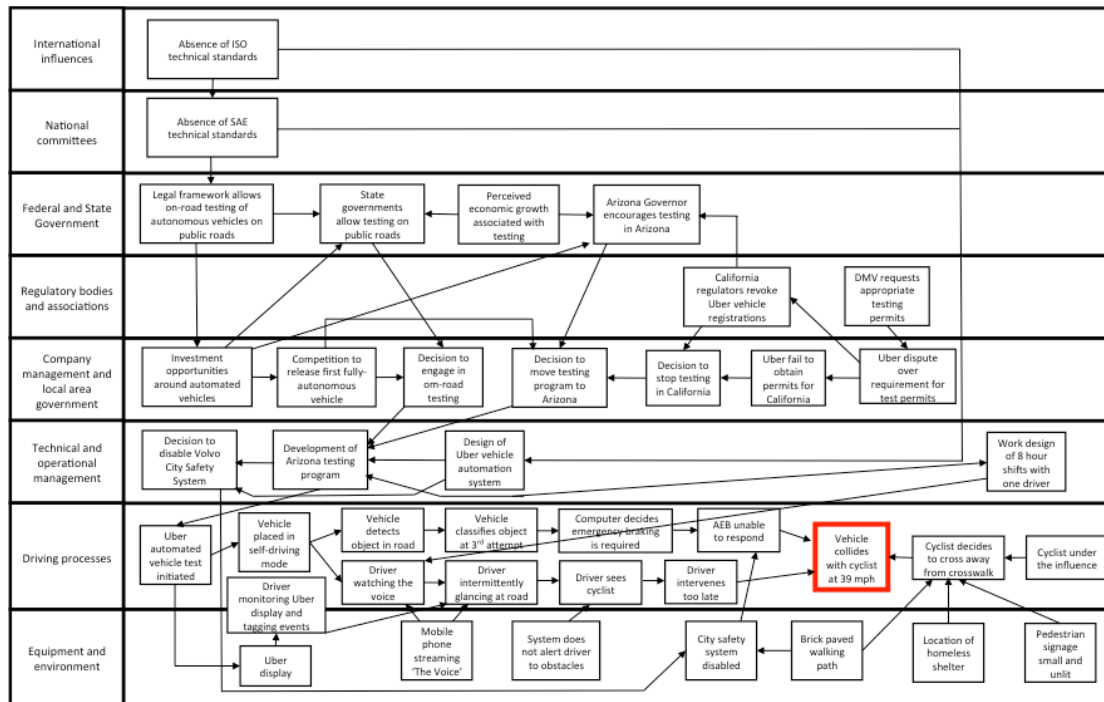 International
influences
Absence of ISO
technical standards
National
committees
Absence of SAE
technical standards
Federal and State
Government
Legal framework allows
on-road testing of
autonomous vehicles on
public roads
State
governments
allow testing on
public roads
Perceived
economic growth
associated with
testing
Arizona Governor
encourages testing
in Arizona
Regulatory bodies
and associations
California
regulators revoke
Uber vehicle
registrations
DMV requests
appropriate
testing
permits
Company
management and
local area
government
Investment
opportunities
around automated
vehicles
Competition to
release first fully-
autonomous
vehicle
Decision to
engage in
om-road
testing
Decision to
move testing
program to
Arizona
Decision to
stop testing
in California
Uber fail to
obtain
permits for
California
Uber dispute
over
requirement for
test permits
Technical and
operational
management
Decision to
disable Volvo
City Safety
System
Development of
Arizona testing
program
Design of
Uber vehicle
automation
system
Work design
of 8 hour
shifts with
one driver
Driving processes
Uber
automated
vehicle test
initiated
Vehicle
placed in
self-driving
mode
Vehicle
detects
object in road
Vehicle
classifies object
at 3rd attempt
Computer decides
emergency braking
is required
AEB unable
to respond
Vehicle
collides
with cyclist
at 39 mph
Cyclist decides
to cross away
from crosswalk
Cyclist under
the influence
Driver
monitoring Uber
display and
tagging events
Driver
watching the
voice
Driver
intermittently
glancing at road
Driver sees
cyclist
Driver
intervenes
too late
Equipment and
environment
Uber
display
Mobile
phone
streaming
'The Voice'
System does
not alert driver
to obstacles
City safety
system
disabled
Brick paved
walking
path
Location of
homeless
shelter
Pedestrian
signage
small and
unlit